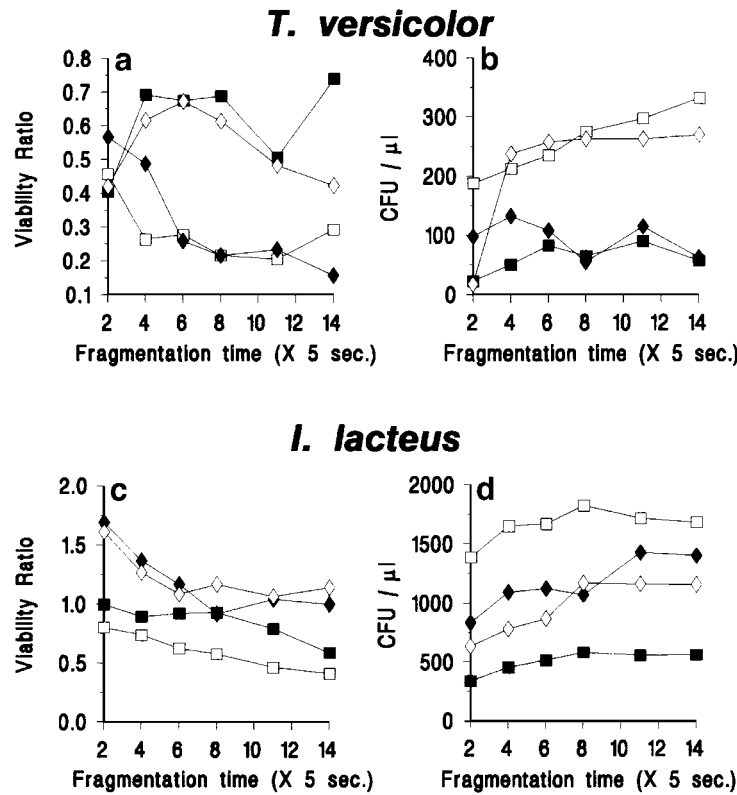 T. versicolor
a
Viability Ratio
0.8
0.7
0.6
0.5
0.4
0.3
0.2
0.1
2 4 6 8 10 12 14
Fragmentation time (X 5 sec.)
b
CFU / µl
400
300
200
100
0
2 4 6 8 10 12 14
Fragmentation time (X 5 sec.)
I. lacteus
c
Viability Ratio
2.0
1.5
1.0
0.5
0.0
2 4 6 8 10 12 14
Fragmentation time (X 5 sec.)
d
CFU / µl
2000
1500
1000
500
0
2 4 6 8 10 12 14
Fragmentation time (X 5 sec.)